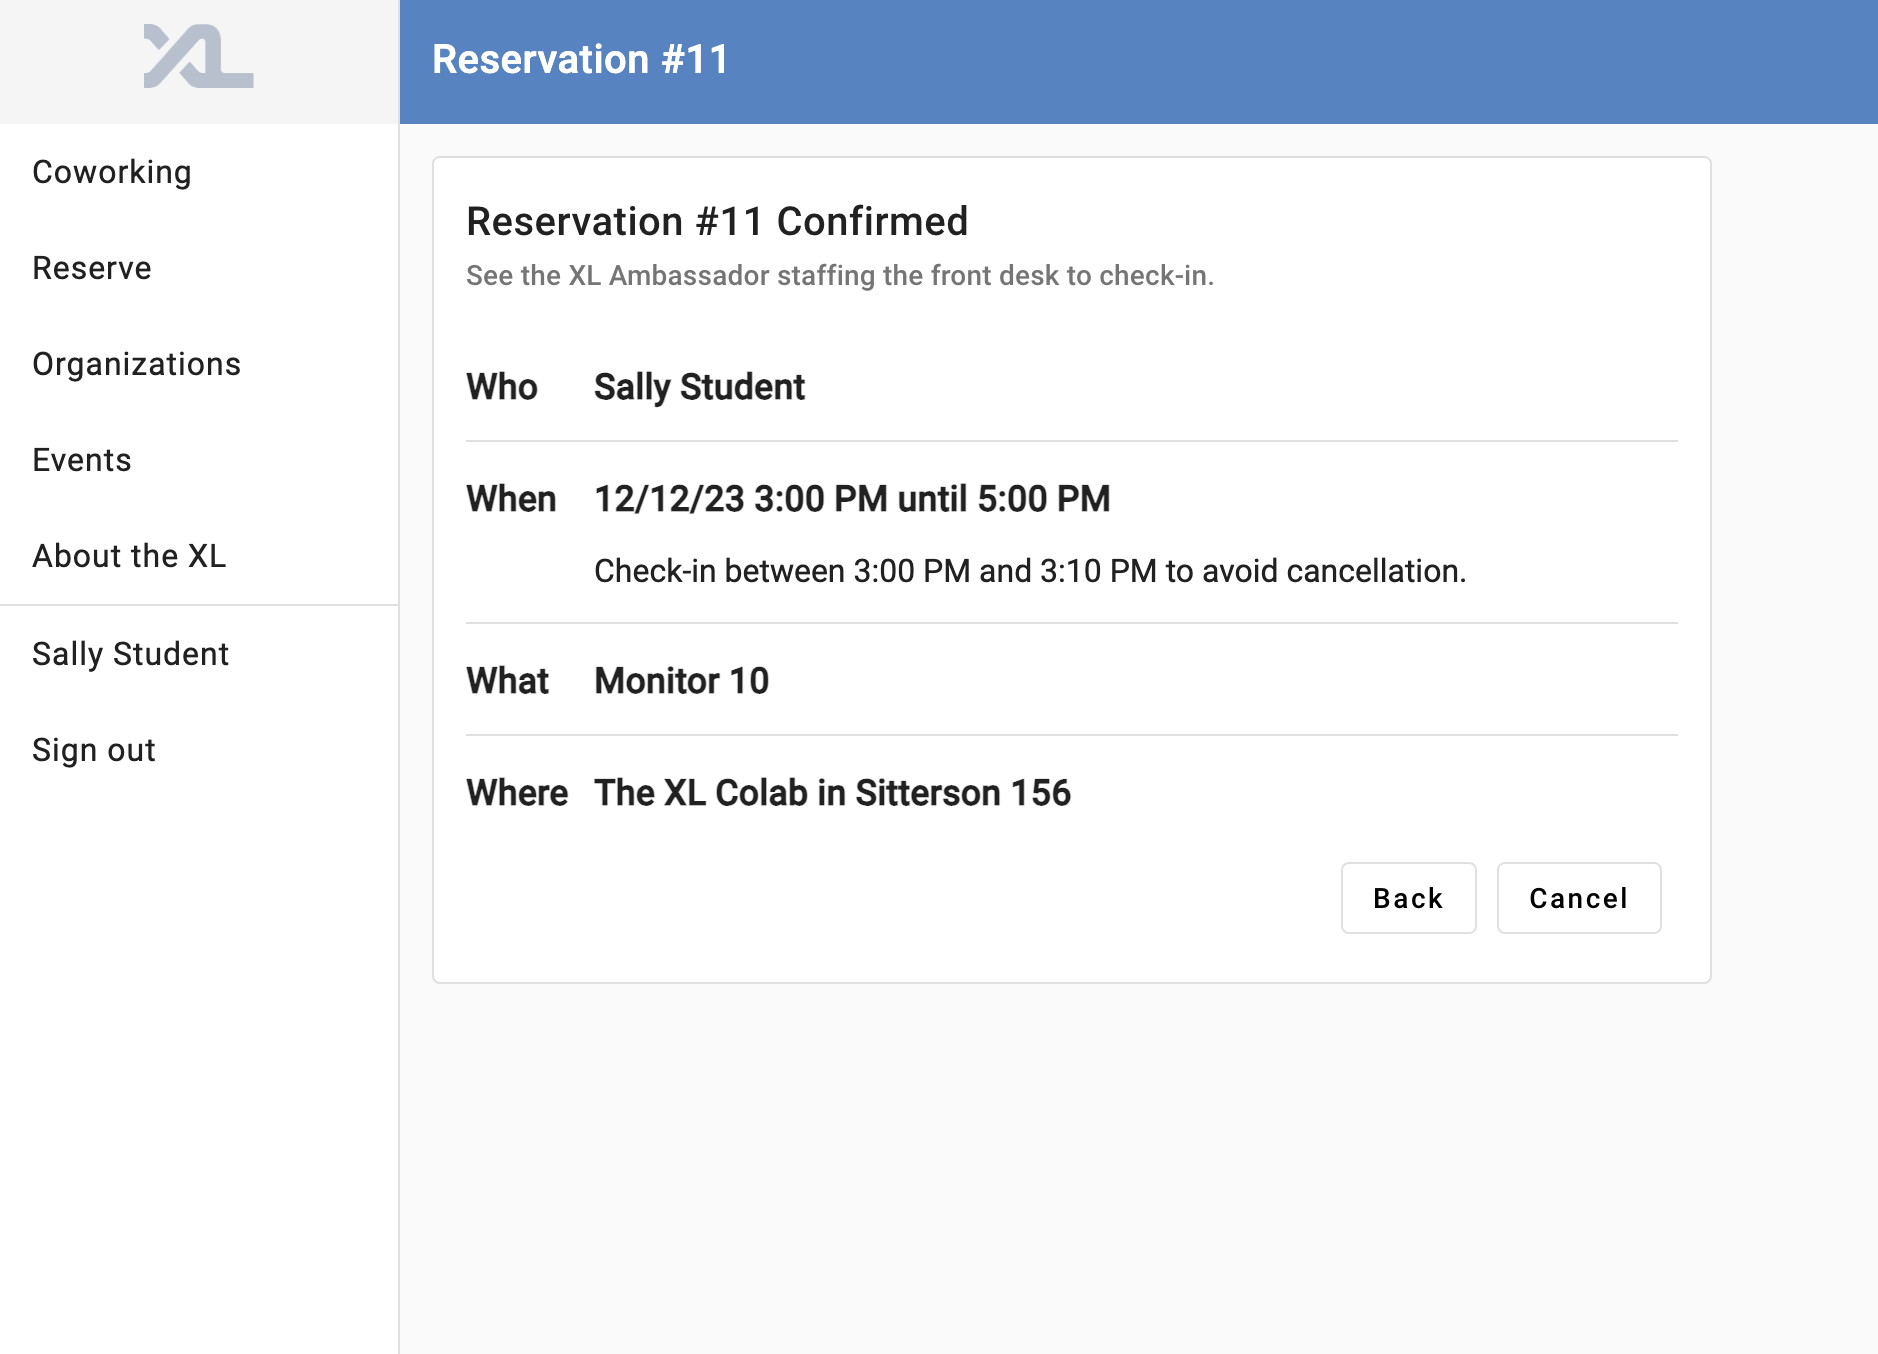 XL
Reservation #11
Coworking
Reserve
Organizations
Events
About the XL
Sally Student
Sign out
Reservation #11 Confirmed
See the XL Ambassador staffing the front desk to check-in.
Who Sally Student
When 12/12/23 3:00 PM until 5:00 PM
Check-in between 3:00 PM and 3:10 PM to avoid cancellation.
What Monitor 10
Where The XL Colab in Sitterson 156
Back Cancel